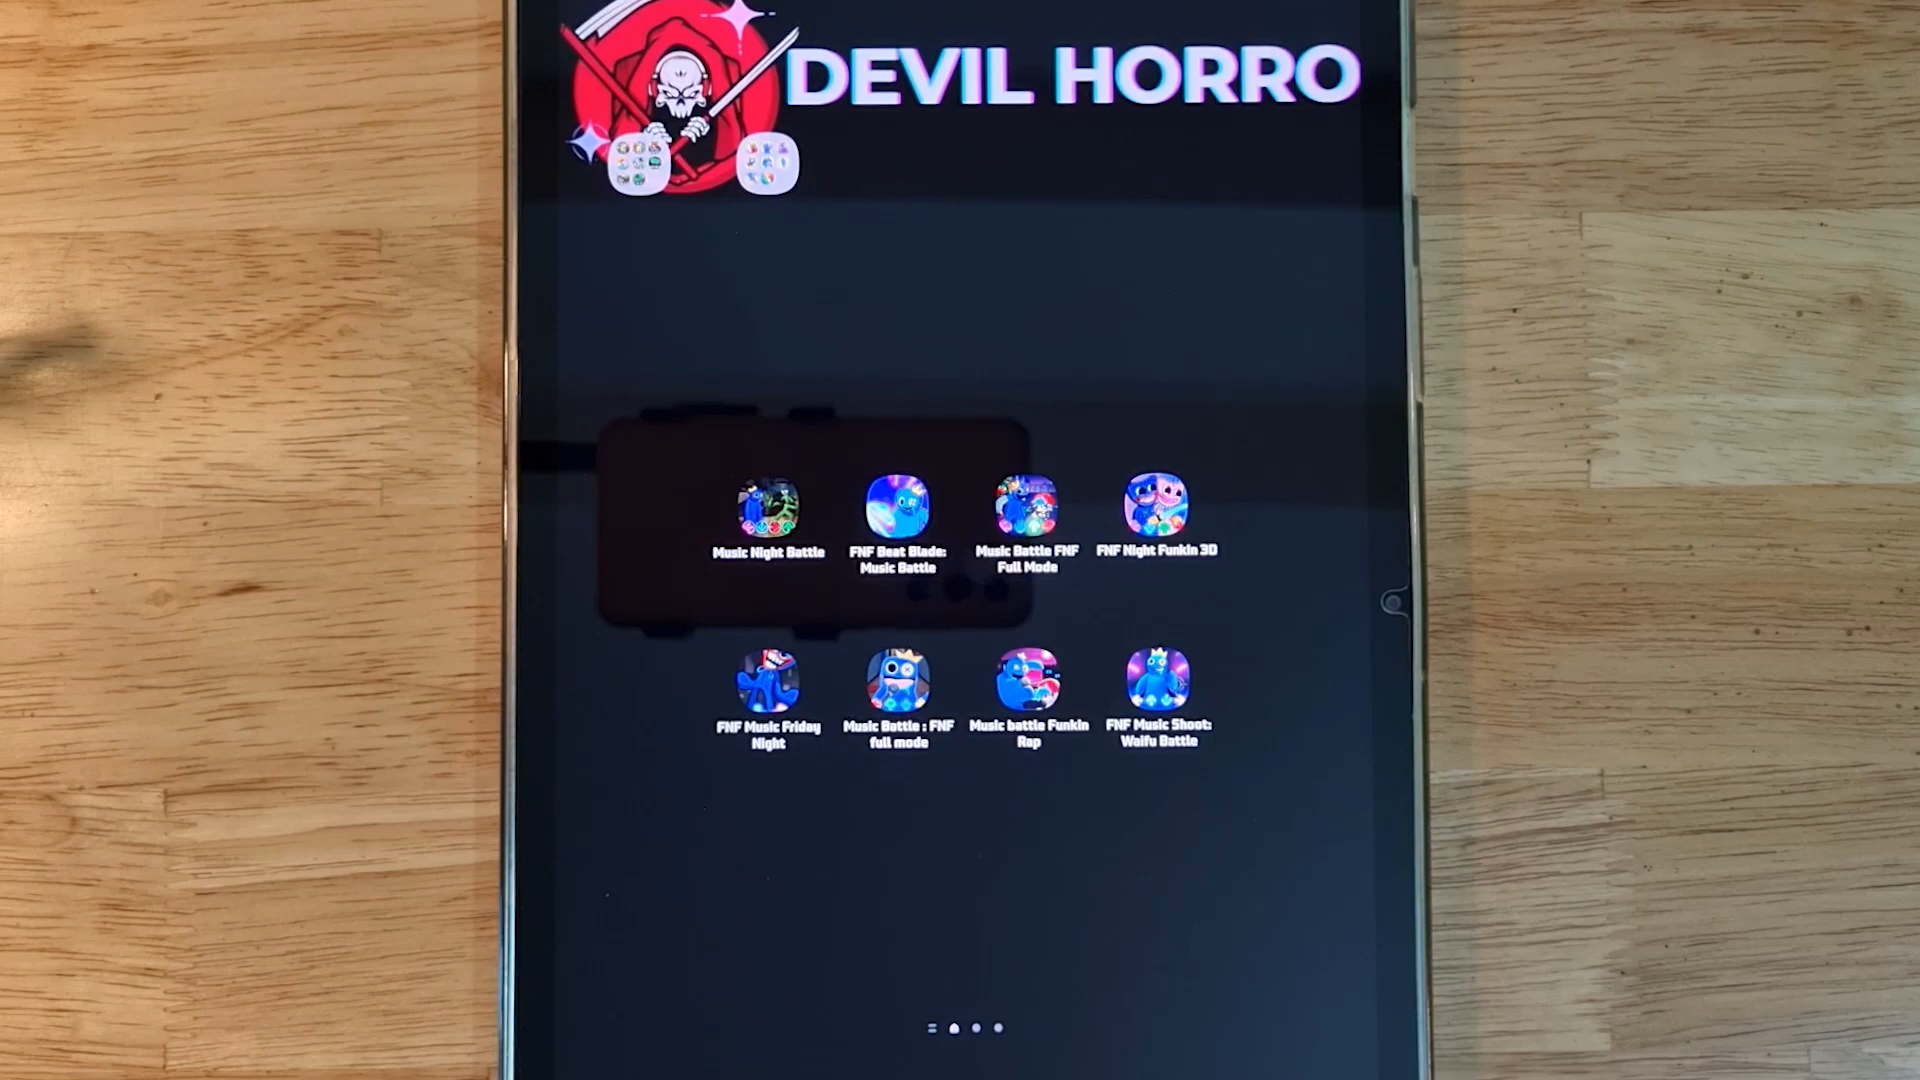 DEVIL HORRO
Music Night Battle
FNF Beat Blade:
Music Battle
Music Battle FNF
Full Mode
FNF Night Funkin 3D
FNF Music Friday
Night
Music Battle : FNF
full mode
Music battle Funkin
Rap
FNF Music Shoot:
Waifu Battle